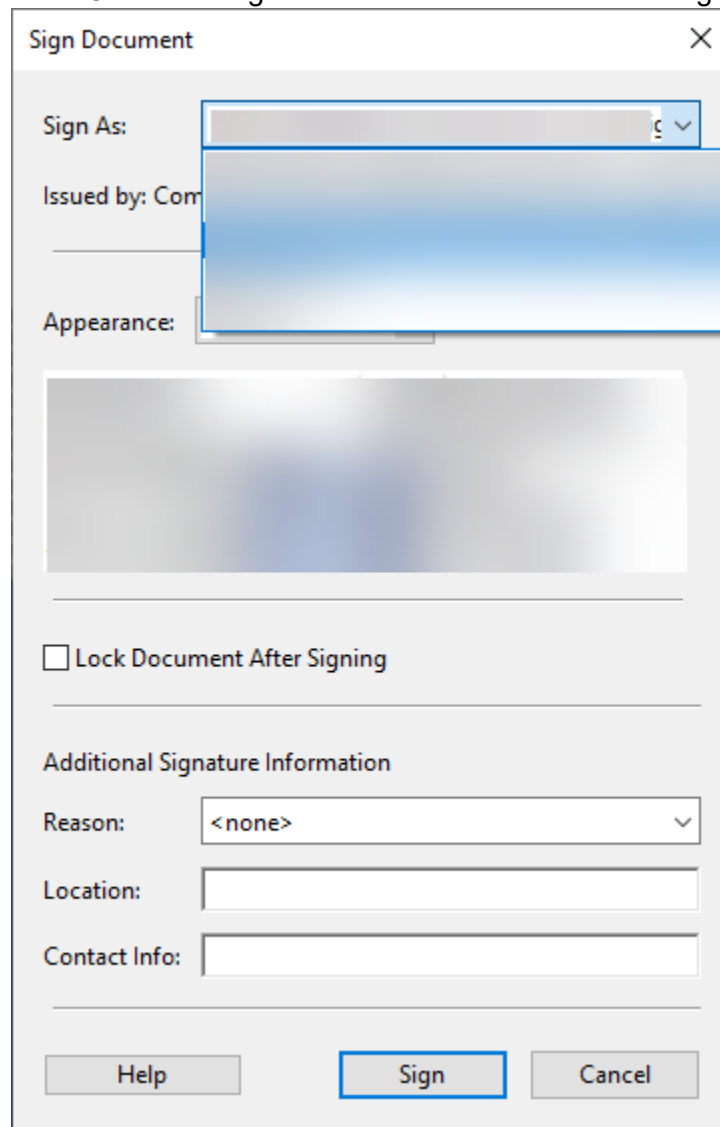 Sign Document
Sign As:
Issued by: Com
Appearance:
Lock Document After Signing
Additional Signature Information
Reason: <none>
Location:
Contact Info:
Help Sign Cancel